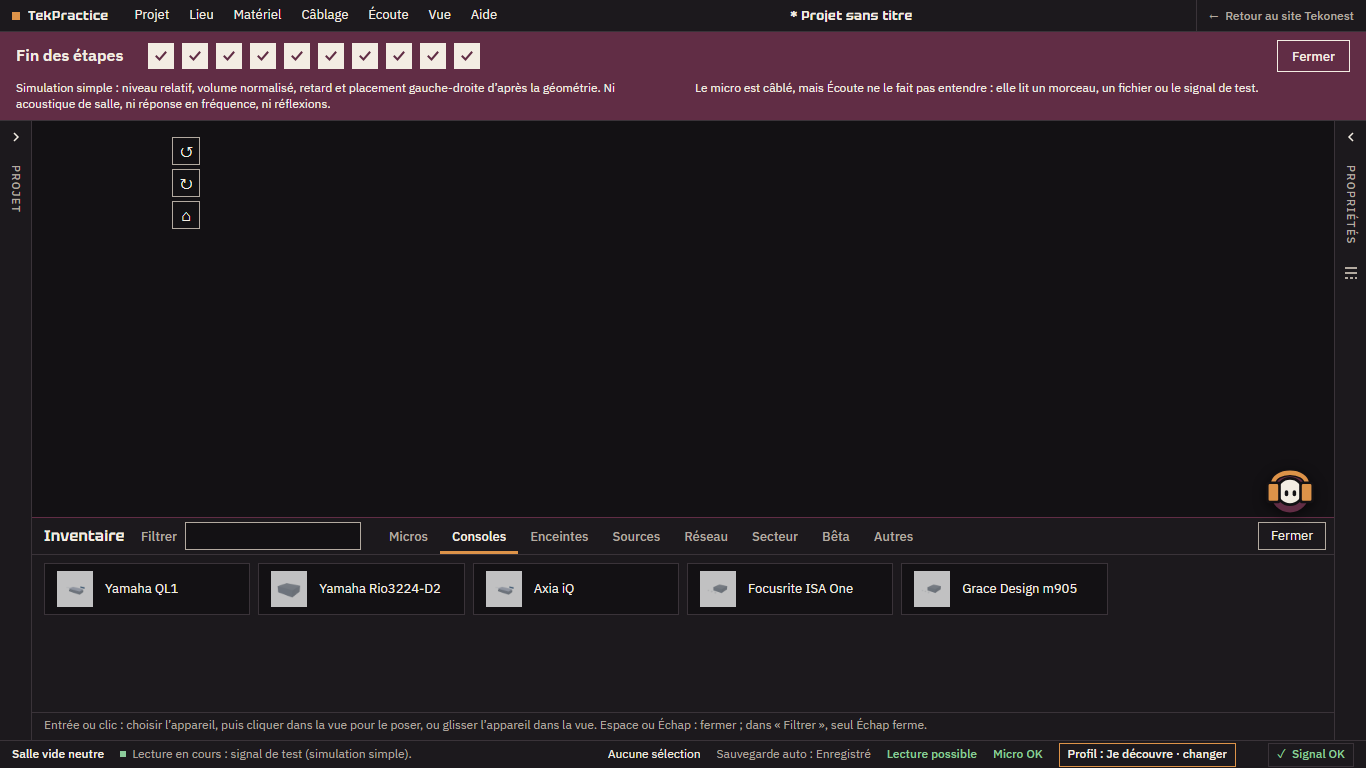 TekPractice
Projet Lieu Matériel Câblage Écoute Vue Aide
* Projet sans titre
← Retour au site Tekonest
Fin des étapes
Fermer
Simulation simple : niveau relatif, volume normalisé, retard et placement gauche-droite d'après la géométrie. Ni
acoustique de salle, ni réponse en fréquence, ni réflexions.
Le micro est câblé, mais Écoute ne le fait pas entendre : elle lit un morceau, un fichier ou le signal de test.
PROJET
PROPRIÉTÉS
Inventaire
Filtrer
Micros Consoles Enceintes Sources Réseau Secteur Bêta Autres
Fermer
Yamaha QL1
Yamaha Rio3224-D2
Axia iQ
Focusrite ISA One
Grace Design m905
Entrée ou clic : choisir l'appareil, puis cliquer dans la vue pour le poser, ou glisser l'appareil dans la vue. Espace ou Échap : fermer ; dans « Filtrer », seul Échap ferme.
Salle vide neutre
Lecture en cours : signal de test (simulation simple).
Aucune sélection
Sauvegarde auto : Enregistré
Lecture possible
Micro OK
Profil : Je découvre · changer
✓ Signal OK